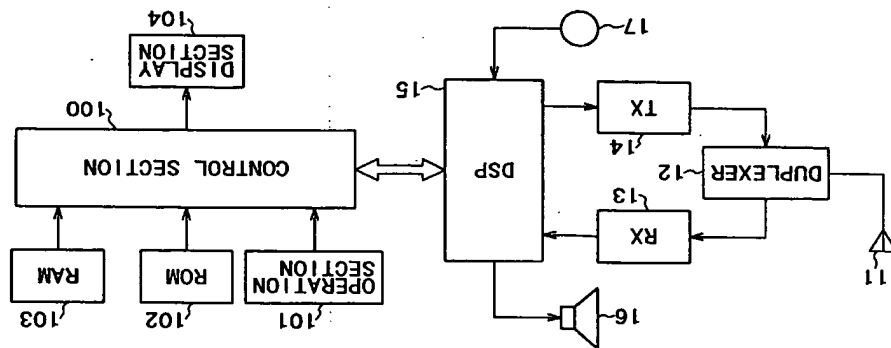 16
11
13
RX
12
DUPLEXER
14
TX
15
DSP
17
101
OPERATION
SECTION
102
ROM
103
RAM
CONTROL SECTION
100
DISPLAY
SECTION
104